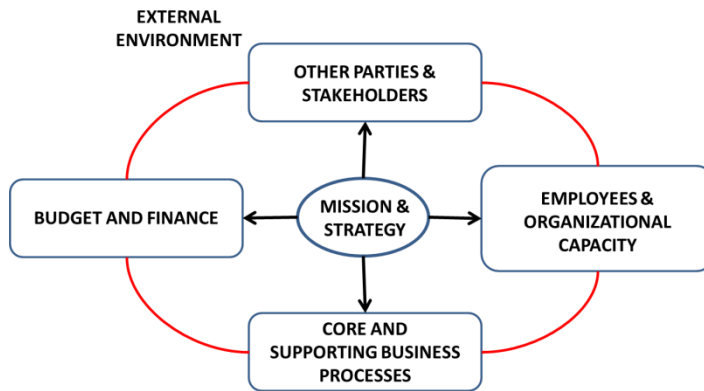 EXTERNAL
ENVIRONMENT
OTHER PARTIES &
STAKEHOLDERS
BUDGET AND FINANCE
MISSION &
STRATEGY
EMPLOYEES &
ORGANIZATIONAL
CAPACITY
CORE AND
SUPPORTING BUSINESS
PROCESSES